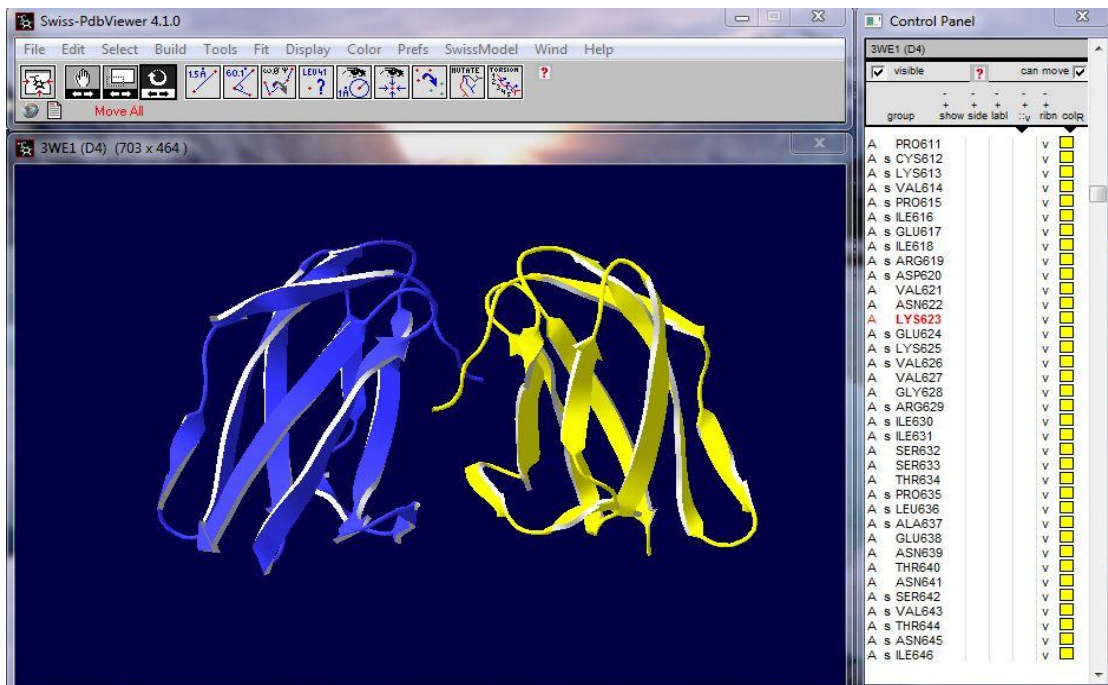 Swiss-PdbViewer 4.1.0
File Edit Select Build Tools Fit Display Color Prefs SwissModel Wind Help
1.5Å 60.1° ω Φ Ψ LEU41 ? 1Å MUTATE TORSION ?
Move All
3WE1 (D4) (703 x 464 )
Control Panel
3WE1 (D4)
visible ? can move
- - - - -
+ + + + +
group show side labl ::v ribn colR
A PRO611 v
A s CYS612 v
A s LYS613 v
A s VAL614 v
A s PRO615 v
A s ILE616 v
A s GLU617 v
A s ILE618 v
A s ARG619 v
A s ASP620 v
A VAL621 v
A ASN622 v
A LYS623 v
A s GLU624 v
A s LYS625 v
A s VAL626 v
A VAL627 v
A GLY628 v
A s ARG629 v
A s ILE630 v
A s ILE631 v
A SER632 v
A SER633 v
A THR634 v
A s PRO635 v
A s LEU636 v
A s ALA637 v
A GLU638 v
A ASN639 v
A THR640 v
A ASN641 v
A s SER642 v
A s VAL643 v
A s THR644 v
A s ASN645 v
A s ILE646 v